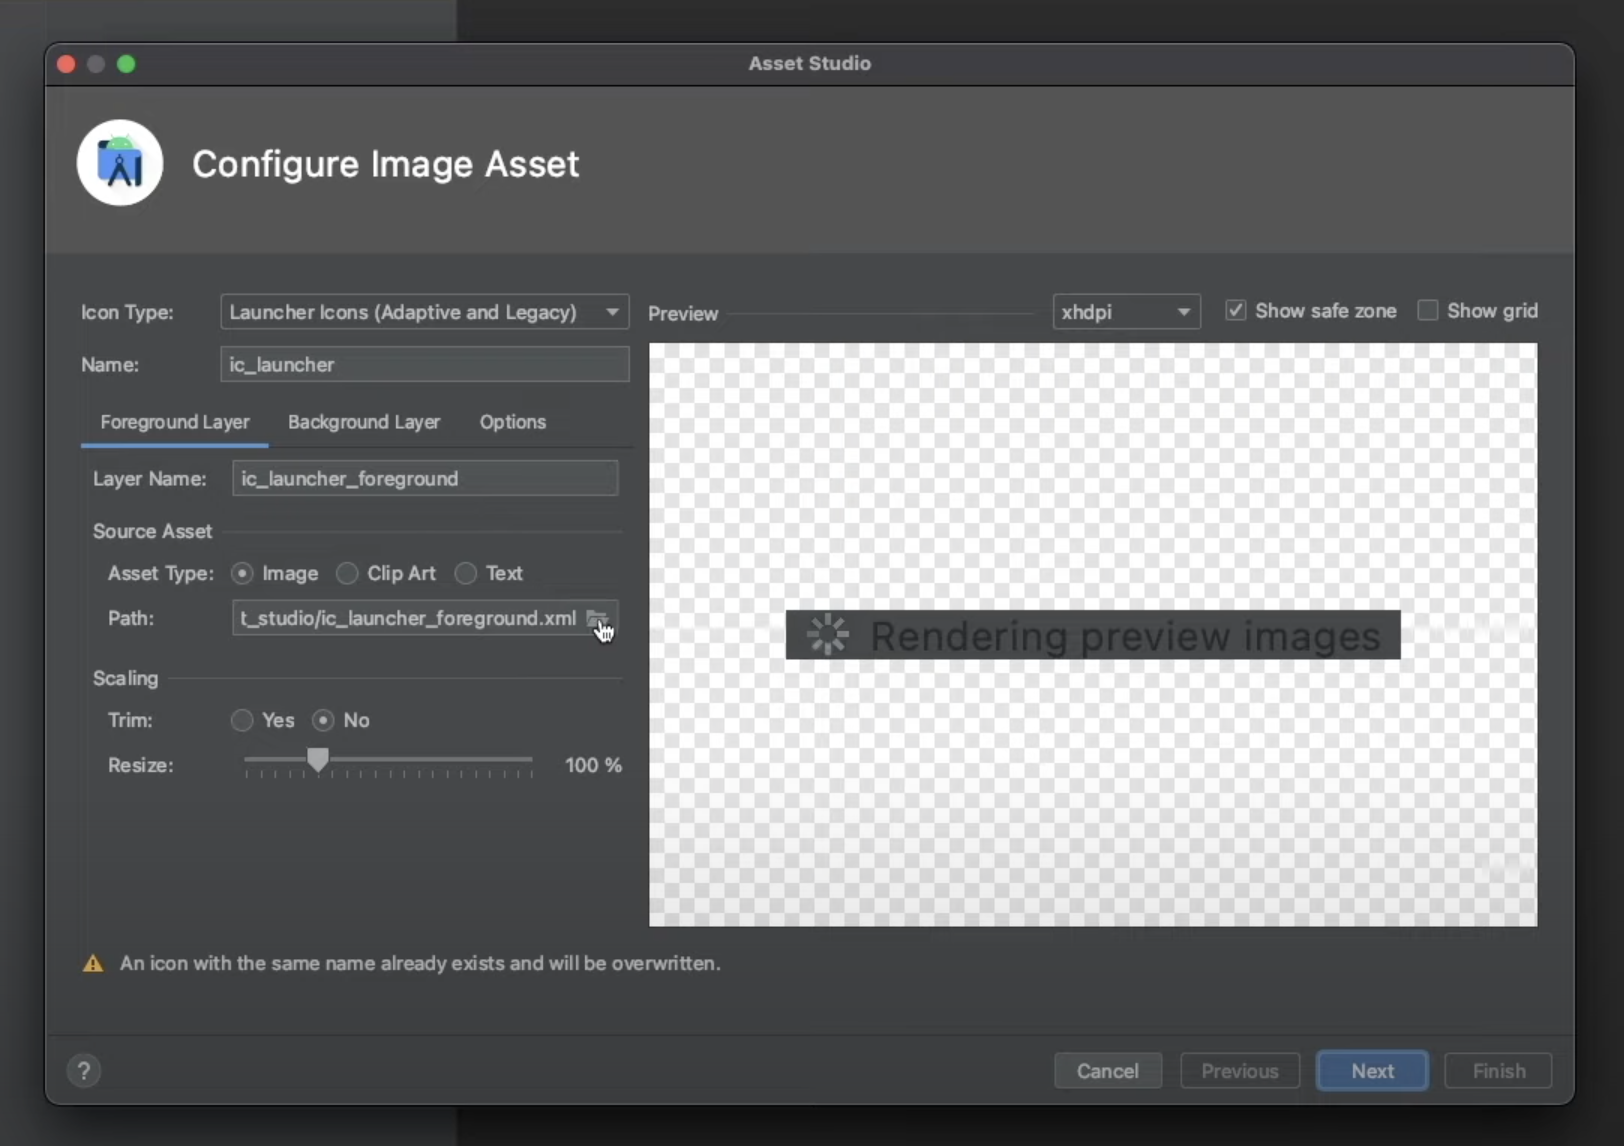 Asset Studio
Configure Image Asset
Icon Type: Launcher Icons (Adaptive and Legacy)
Preview xhdpi Show safe zone Show grid
Name: ic_launcher
Foreground Layer Background Layer Options
Layer Name: ic_launcher_foreground
Source Asset
Asset Type: Image Clip Art Text
Path: t_studio/ic_launcher_foreground.xml
Rendering preview images
Scaling
Trim: Yes No
Resize: 100 %
An icon with the same name already exists and will be overwritten.
? Cancel Previous Next Finish